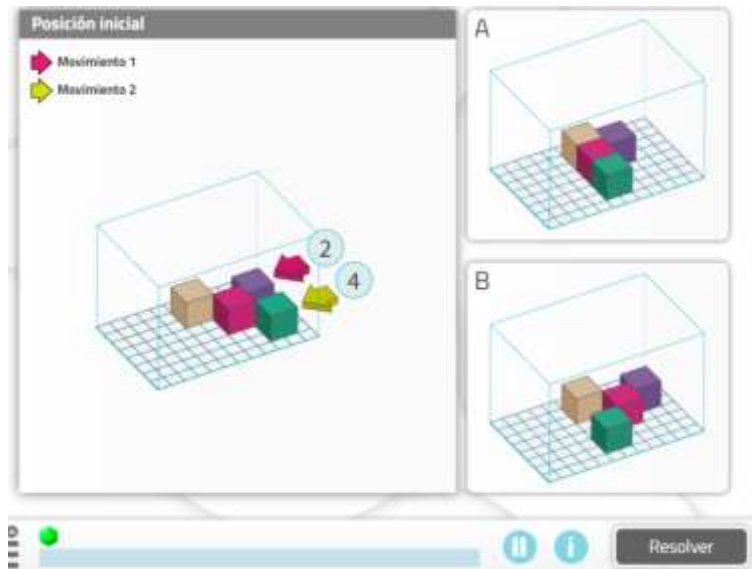 Posición inicial
Movimiento 1
Movimiento 2
2
4
A
B
Resolver